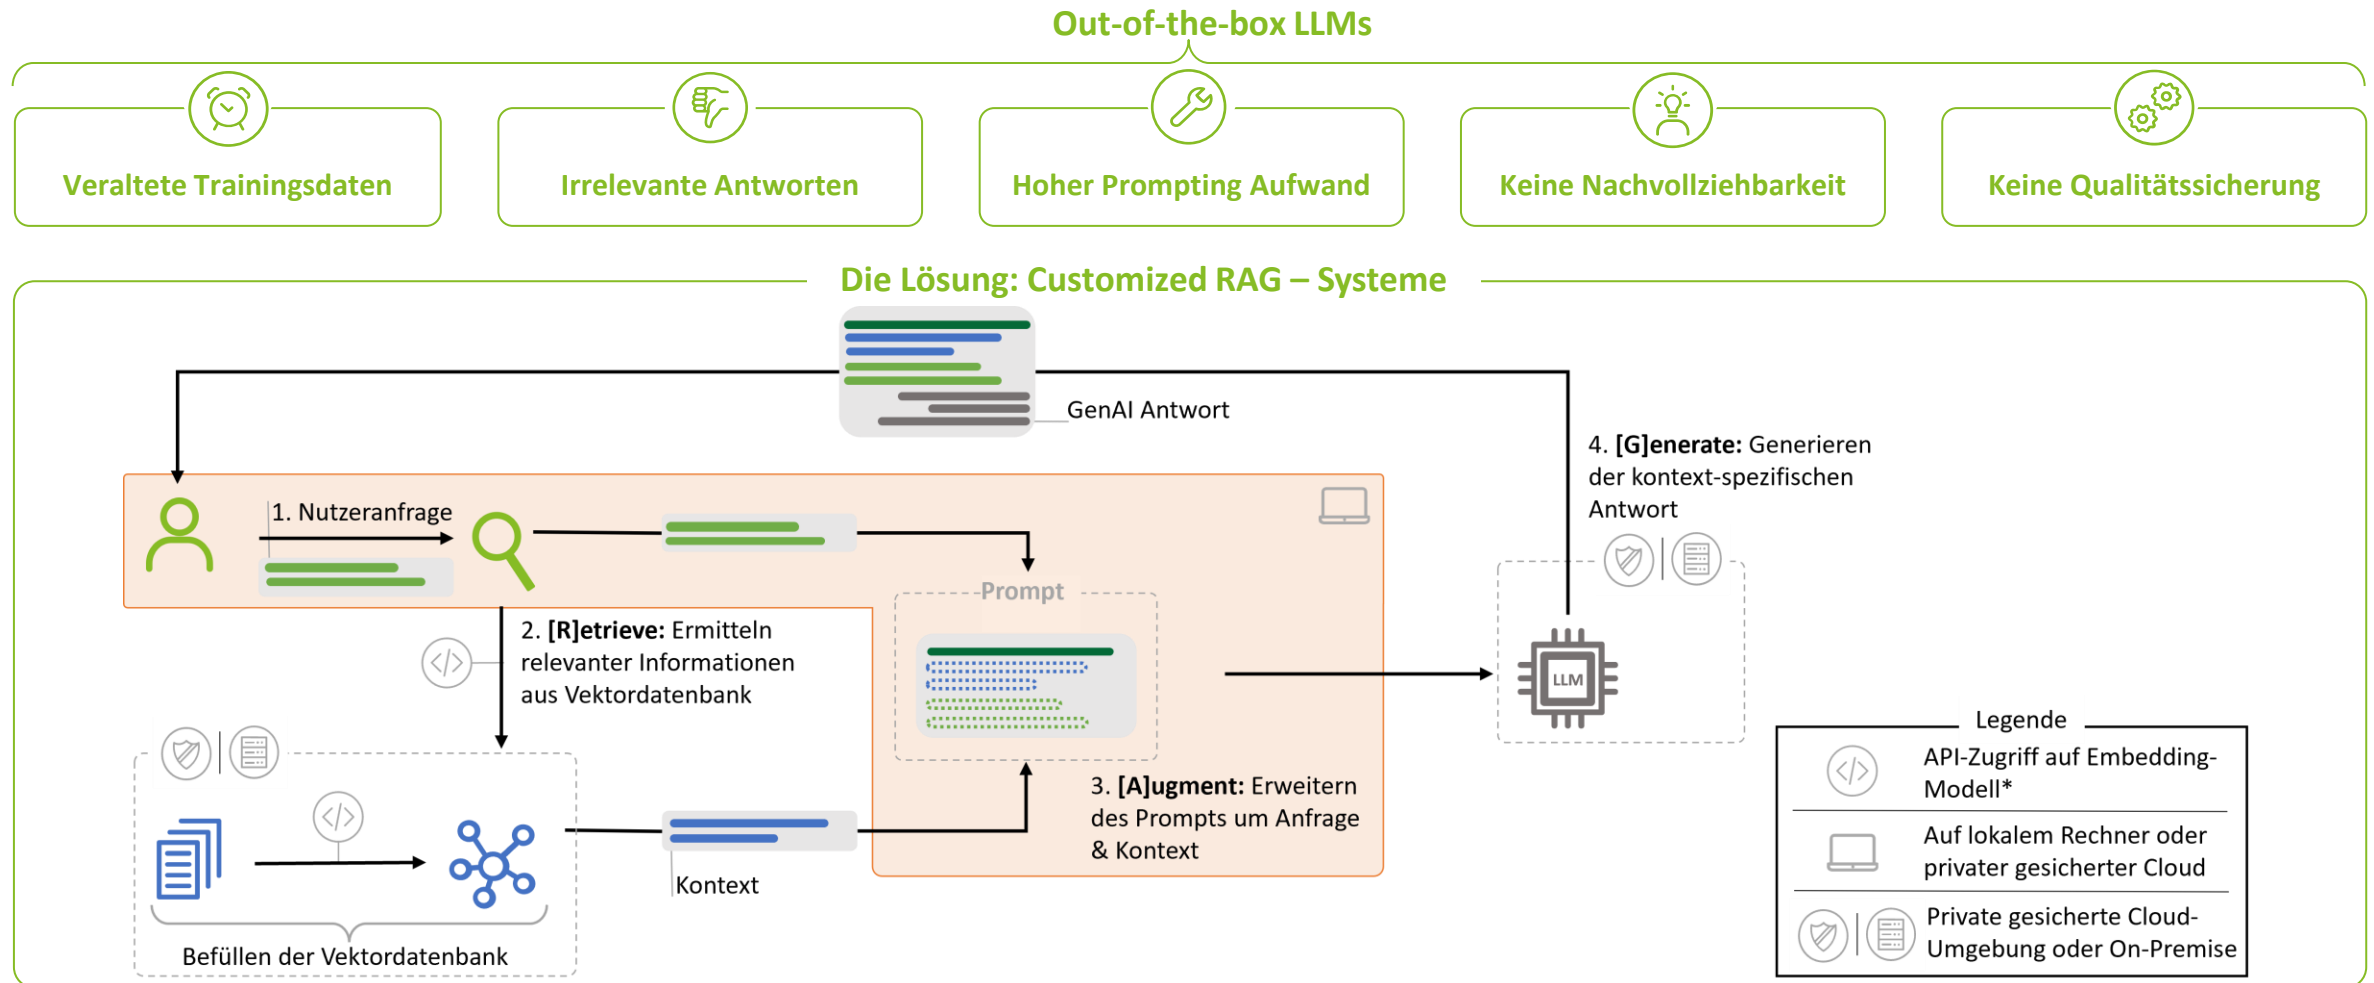 Out-of-the-box LLMs
Veraltete Trainingsdaten
Irrelevante Antworten
Hoher Prompting Aufwand
Keine Nachvollziehbarkeit
Keine Qualitätssicherung
Die Lösung: Customized RAG – Systeme
GenAI Antwort
4. [G]enerate: Generieren
der kontext-spezifischen
Antwort
1. Nutzeranfrage
Prompt
2. [R]etrieve: Ermitteln
relevanter Informationen
aus Vektordatenbank
LLM
3. [A]ugment: Erweitern
des Prompts um Anfrage
& Kontext
Kontext
Befüllen der Vektordatenbank
Legende
API-Zugriff auf Embedding-
Modell*
Auf lokalem Rechner oder
privater gesicherter Cloud
Private gesicherte Cloud-
Umgebung oder On-Premise